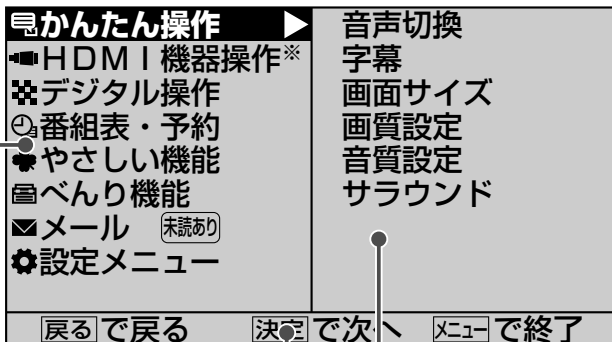 かんたん操作 ▶
HDMI機器操作※
デジタル操作
番組表・予約
やさしい機能
べんり機能
メール 未読あり
設定メニュー
音声切換
字幕
画面サイズ
画質設定
音質設定
サラウンド
戻るで戻る 決定で次へ メニューで終了